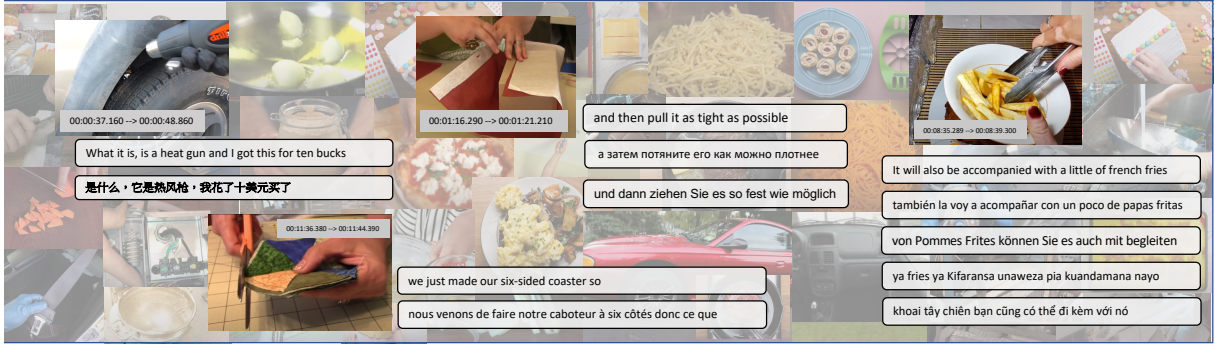 00:00:37.160 --> 00:00:48.860
What it is, is a heat gun and I got this for ten bucks
是什么，它是热风枪，我花了十美元买了
00:11:36.380 --> 00:11:44.390
we just made our six-sided coaster so
nous venons de faire notre caboteur à six côtés donc ce que
00:01:16.290 --> 00:01:21.210
and then pull it as tight as possible
а затем потяните его как можно плотнее
und dann ziehen Sie es so fest wie möglich
00:08:35.289 --> 00:08:39.300
It will also be accompanied with a little of french fries
también la voy a acompañar con un poco de papas fritas
von Pommes Frites können Sie es auch mit begleiten
ya fries ya Kifaransa unaweza pia kuandamana nayo
khoai tây chiên bạn cũng có thể đi kèm với nó